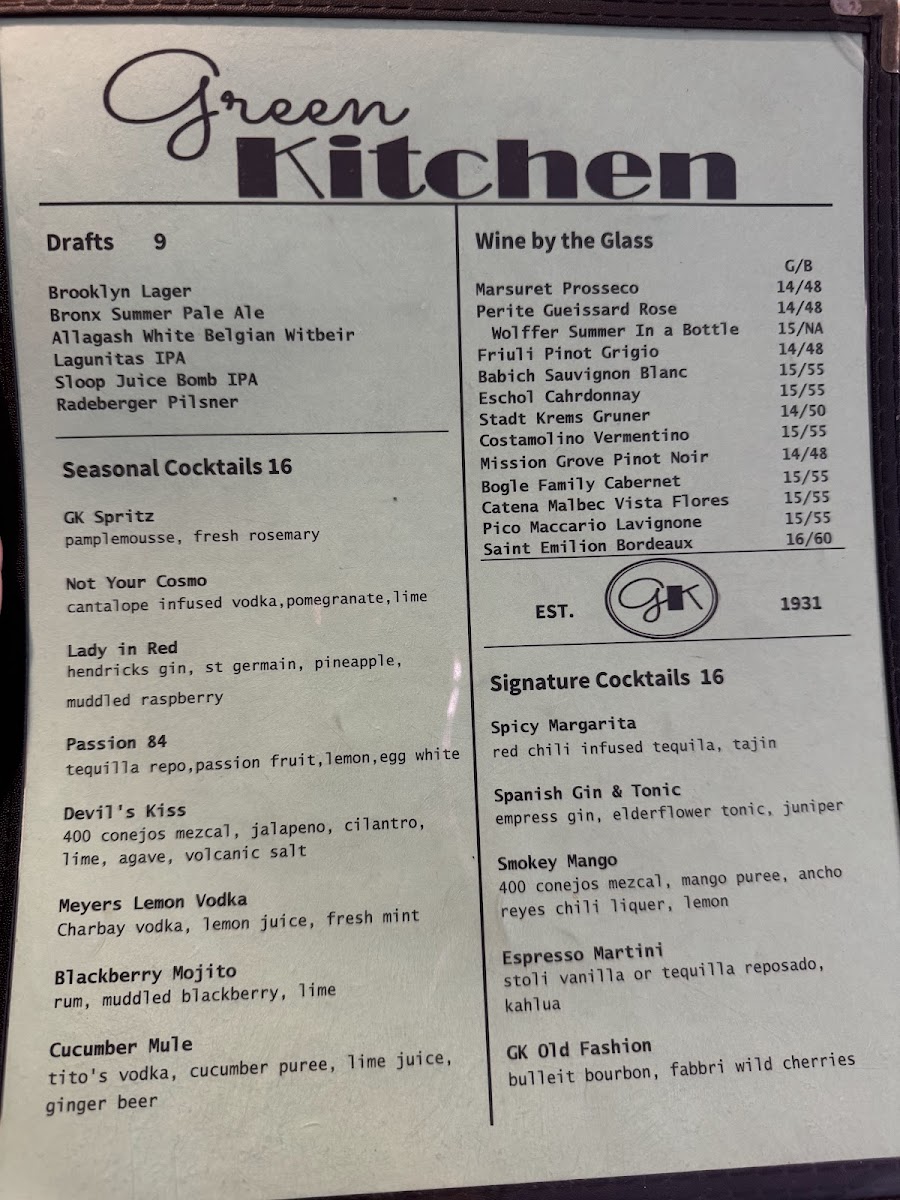 Green
Kitchen
Drafts 9
Brooklyn Lager
Bronx Summer Pale Ale
Allagash White Belgian Witbeir
Lagunitas IPA
Sloop Juice Bomb IPA
Radeberger Pilsner
Seasonal Cocktails 16
GK Spritz
pamplemousse, fresh rosemary
Not Your Cosmo
cantalope infused vodka,pomegranate,lime
Lady in Red
hendricks gin, st germain, pineapple,
muddled raspberry
Passion 84
tequilla repo,passion fruit,lemon,egg white
Devil's Kiss
400 conejos mezcal, jalapeno, cilantro,
lime, agave, volcanic salt
Meyers Lemon Vodka
Charbay vodka, lemon juice, fresh mint
Blackberry Mojito
rum, muddled blackberry, lime
Cucumber Mule
tito's vodka, cucumber puree, lime juice,
ginger beer
Wine by the Glass
G/B
Marsuret Prosseco 14/48
Perite Gueissard Rose 14/48
Wolffer Summer In a Bottle 15/NA
Friuli Pinot Grigio 14/48
Babich Sauvignon Blanc 15/55
Eschol Cahrdonnay 15/55
Stadt Krems Gruner 14/50
Costamolino Vermentino 15/55
Mission Grove Pinot Noir 14/48
Bogle Family Cabernet 15/55
Catena Malbec Vista Flores 15/55
Pico Maccario Lavignone 15/55
Saint Emilion Bordeaux 16/60
EST. GK 1931
Signature Cocktails 16
Spicy Margarita
red chili infused tequila, tajin
Spanish Gin & Tonic
empress gin, elderflower tonic, juniper
Smokey Mango
400 conejos mezcal, mango puree, ancho
reyes chili liquer, lemon
Espresso Martini
stoli vanilla or tequilla reposado,
kahlua
GK Old Fashion
bulleit bourbon, fabbri wild cherries